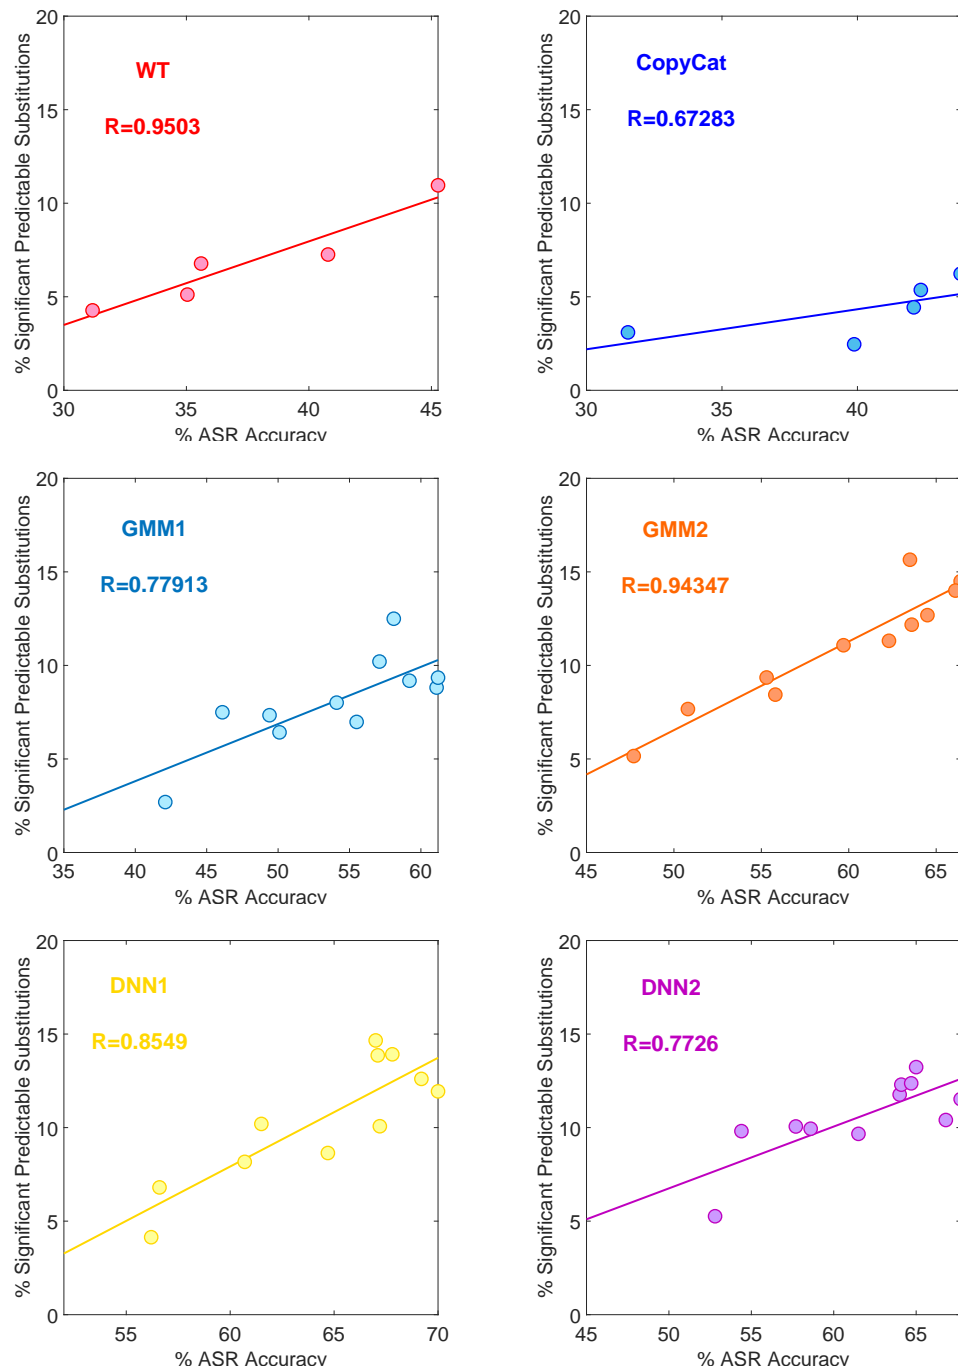 20
15
10
5
0
% Significant Predictable Substitutions
WT
R=0.9503
30 35 40 45
% ASR Accuracy
20
15
10
5
0
% Significant Predictable Substitutions
CopyCat
R=0.67283
30 35 40
% ASR Accuracy
20
15
10
5
0
% Significant Predictable Substitutions
GMM1
R=0.77913
35 40 45 50 55 60
% ASR Accuracy
20
15
10
5
0
% Significant Predictable Substitutions
GMM2
R=0.94347
45 50 55 60 65
% ASR Accuracy
20
15
10
5
0
% Significant Predictable Substitutions
DNN1
R=0.8549
55 60 65 70
% ASR Accuracy
20
15
10
5
0
% Significant Predictable Substitutions
DNN2
R=0.7726
45 50 55 60 65
% ASR Accuracy